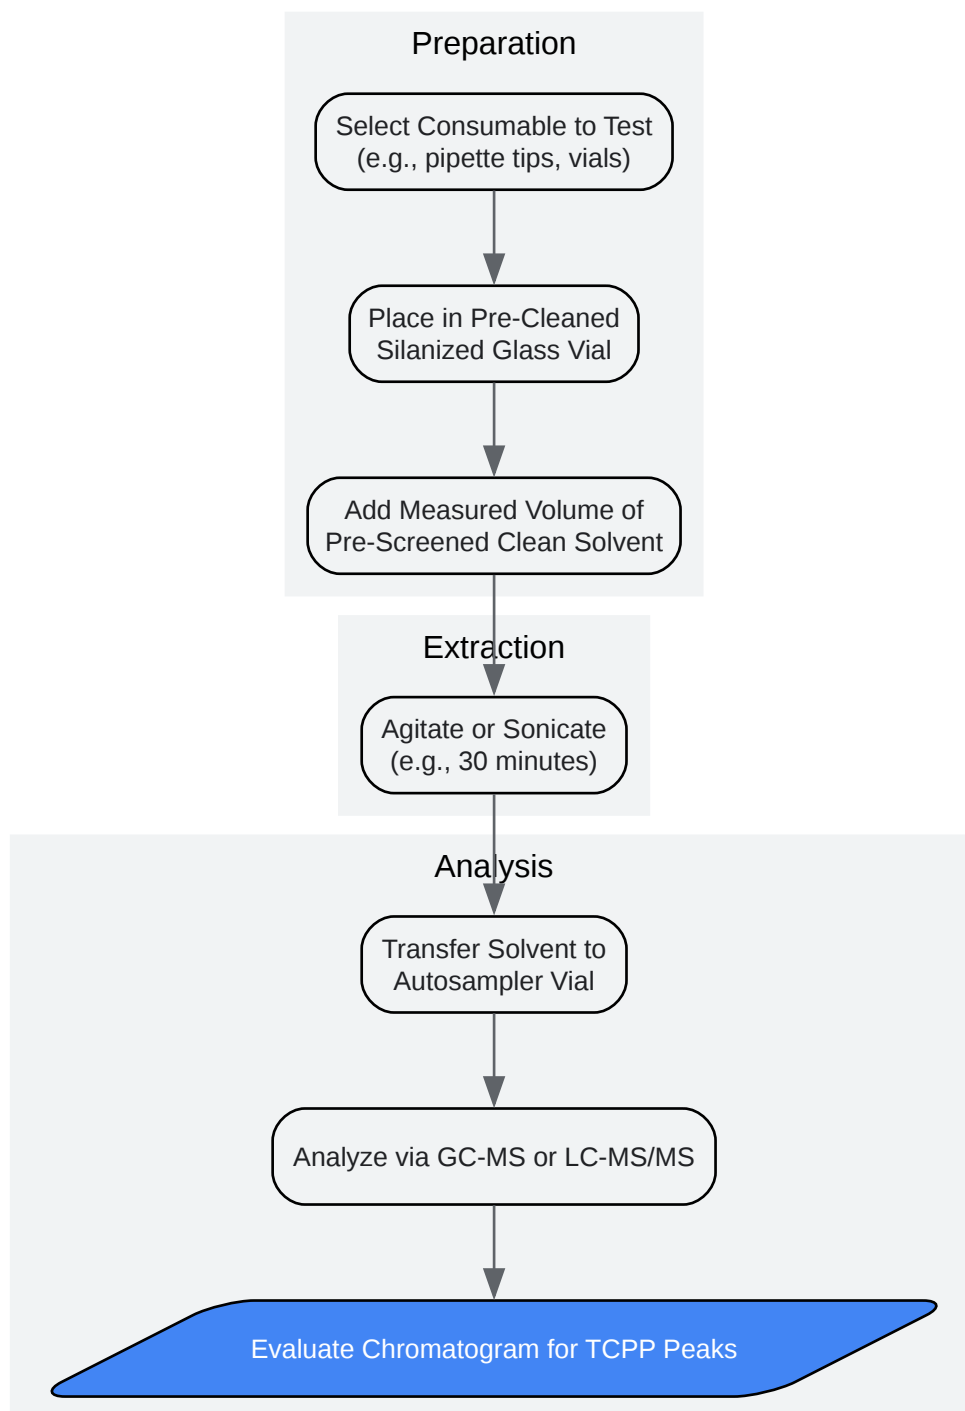 Preparation
Select Consumable to Test
(e.g., pipette tips, vials)
Place in Pre-Cleaned
Silanized Glass Vial
Add Measured Volume of
Pre-Screened Clean Solvent
Extraction
Agitate or Sonicate
(e.g., 30 minutes)
Analysis
Transfer Solvent to
Autosampler Vial
Analyze via GC-MS or LC-MS/MS
Evaluate Chromatogram for TCPP Peaks